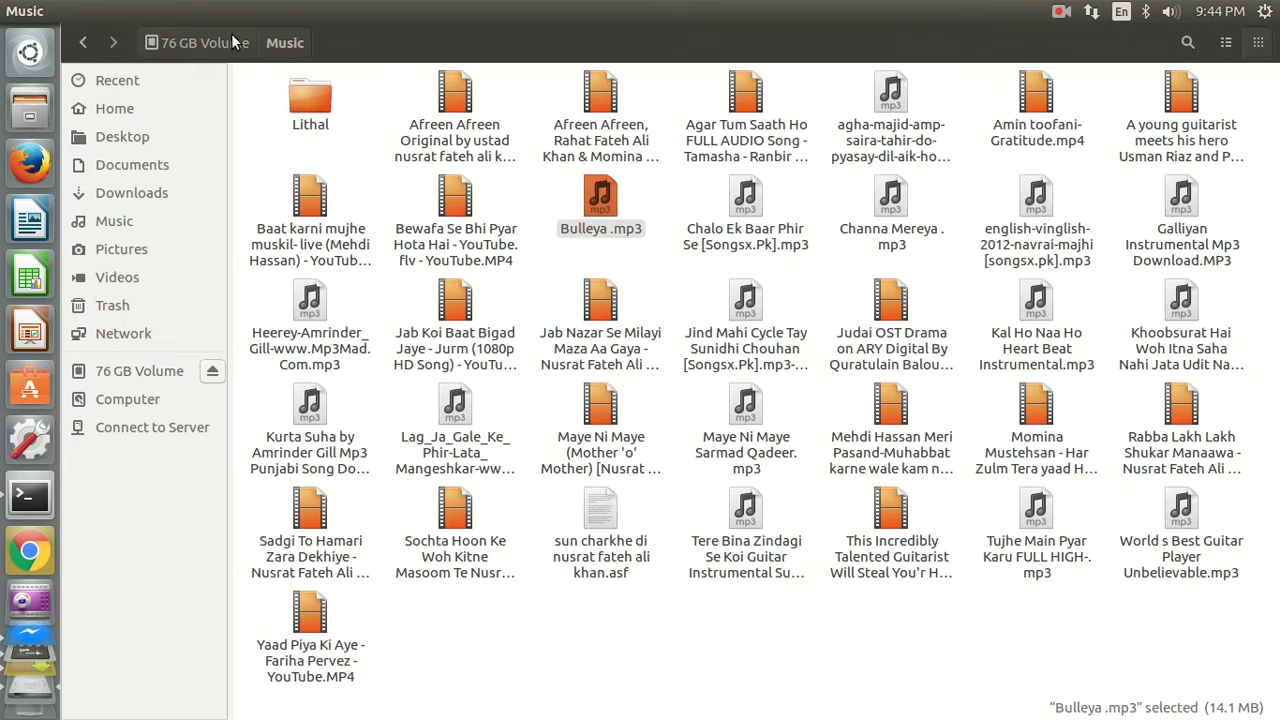 Music
En
9:44 PM
76 GB Volume
Music
Recent
Home
Desktop
Documents
Downloads
Music
Pictures
Videos
Trash
Network
76 GB Volume
Computer
Connect to Server
Lithal
Afreen Afreen
Original by ustad
nusrat fateh ali k...
Afreen Afreen,
Rahat Fateh Ali
Khan & Momina ...
Agar Tum Saath Ho
FULL AUDIO Song -
Tamasha - Ranbir ...
agha-majid-amp-
saira-tahir-do-
pyasay-dil-aik-ho...
Amin toofani-
Gratitude.mp4
A young guitarist
meets his hero
Usman Riaz and P...
Baat karni mujhe
muskil-live (Mehdi
Hassan) - YouTub...
Bewafa Se Bhi Pyar
Hota Hai - YouTube.
flv - YouTube.MP4
Bulleya .mp3
Chalo Ek Baar Phir
Se [Songsx.Pk].mp3
Channa Mereya .
mp3
english-vinglish-
2012-navrai-majhi
[songsx.pk].mp3
Galliyan
Instrumental Mp3
Download.MP3
Heerey-Amrinder_
Gill-www.Mp3Mad.
Com.mp3
Jab Koi Baat Bigad
Jaye - Jurm (1080p
HD Song) - YouTu...
Jab Nazar Se Milayi
Maza Aa Gaya -
Nusrat Fateh Ali ...
Jind Mahi Cycle Tay
Sunidhi Chouhan
[Songsx.Pk].mp3-...
Judai OST Drama
on ARY Digital By
Quratulain Balou...
Kal Ho Naa Ho
Heart Beat
Instrumental.mp3
Khoobsurat Hai
Woh Itna Saha
Nahi Jata Udit Na...
Kurta Suha by
Amrinder Gill Mp3
Punjabi Song Do...
Lag_Ja_Gale_Ke_
Phir-Lata_
Mangeshkar-ww...
Maye Ni Maye
(Mother 'o'
Mother) [Nusrat ...
Maye Ni Maye
Sarmad Qadeer.
mp3
Mehdi Hassan Meri
Pasand-Muhabbat
karne wale kam n...
Momina
Mustehsan - Har
Zulm Tera yaad H...
Rabba Lakh Lakh
Shukar Manaawa -
Nusrat Fateh Ali ...
Sadgi To Hamari
Zara Dekhiye -
Nusrat Fateh Ali ...
Sochta Hoon Ke
Woh Kitne
Masoom Te Nusr...
sun charkhe di
nusrat fateh ali
khan.asf
Tere Bina Zindagi
Se Koi Guitar
Instrumental Su...
This Incredibly
Talented Guitarist
Will Steal You'r H...
Tujhe Main Pyar
Karu FULL HIGH-.
mp3
World s Best Guitar
Player
Unbelievable.mp3
Yaad Piya Ki Aye -
Fariha Pervez -
YouTube.MP4
"Bulleya .mp3" selected (14.1 MB)